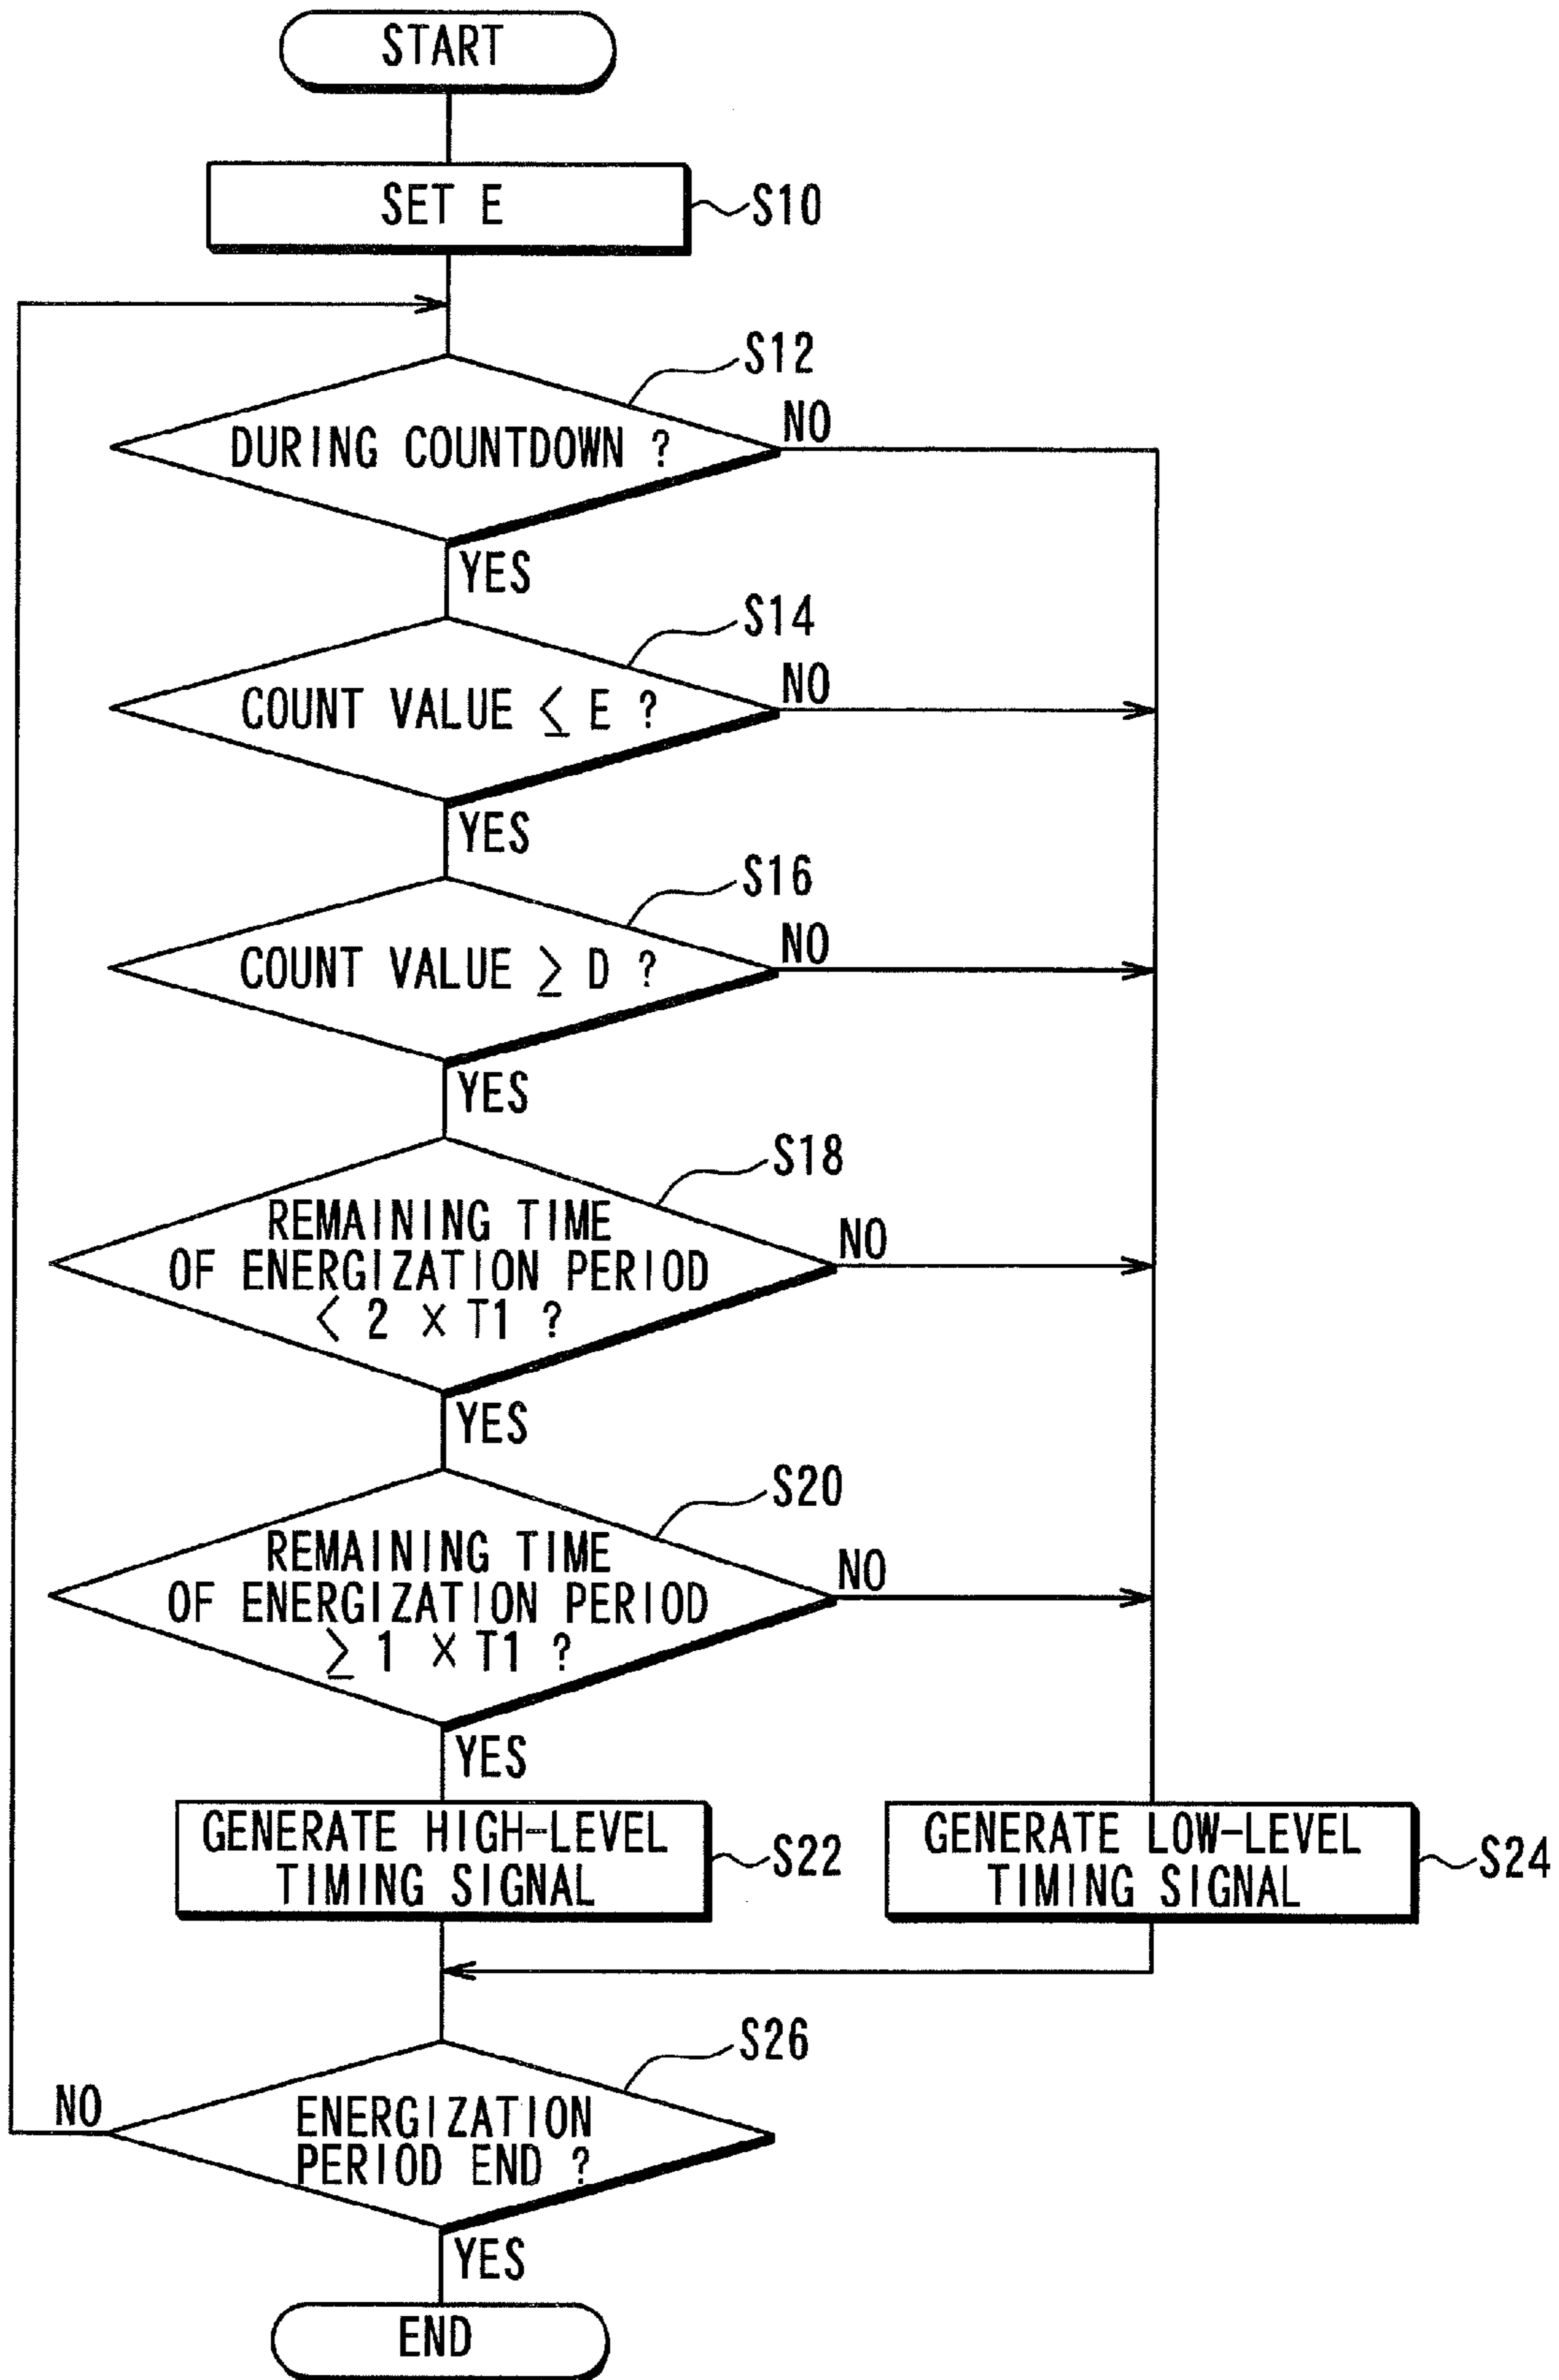 START
SET E
S10
S12
DURING COUNTDOWN ?
NO
YES
S14
COUNT VALUE ≤ E ?
NO
YES
S16
COUNT VALUE ≥ D ?
NO
YES
S18
REMAINING TIME
OF ENERGIZATION PERIOD
< 2 × T1 ?
NO
YES
S20
REMAINING TIME
OF ENERGIZATION PERIOD
≥ 1 × T1 ?
NO
YES
GENERATE HIGH-LEVEL
TIMING SIGNAL
S22
GENERATE LOW-LEVEL
TIMING SIGNAL
S24
S26
ENERGIZATION
PERIOD END ?
NO
YES
END